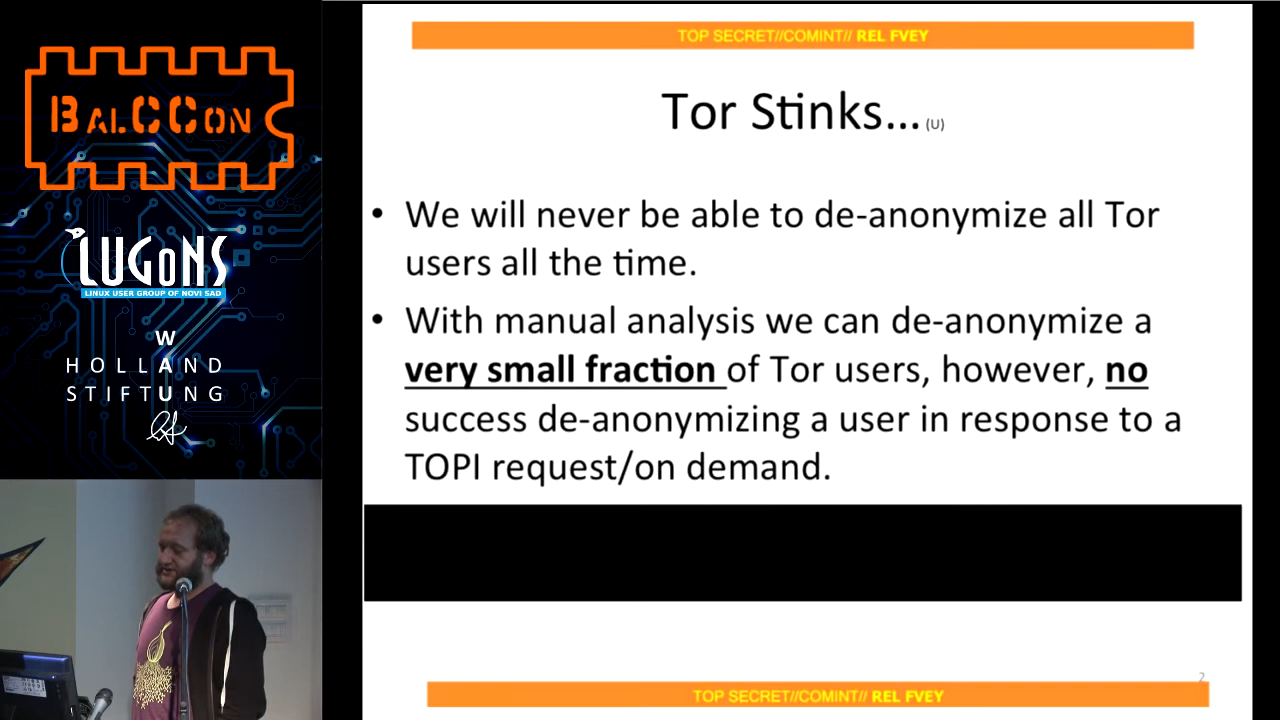 BALCCON
LUGONS
LINUX USER GROUP OF NOVI SAD
W
HOLLAND
STIFTUNG
TOP SECRET//COMINT// REL FVEY
Tor Stinks... (U)
• We will never be able to de-anonymize all Tor
users all the time.
• With manual analysis we can de-anonymize a
very small fraction of Tor users, however, no
success de-anonymizing a user in response to a
TOPI request/on demand.
2
TOP SECRET//COMINT// REL FVEY